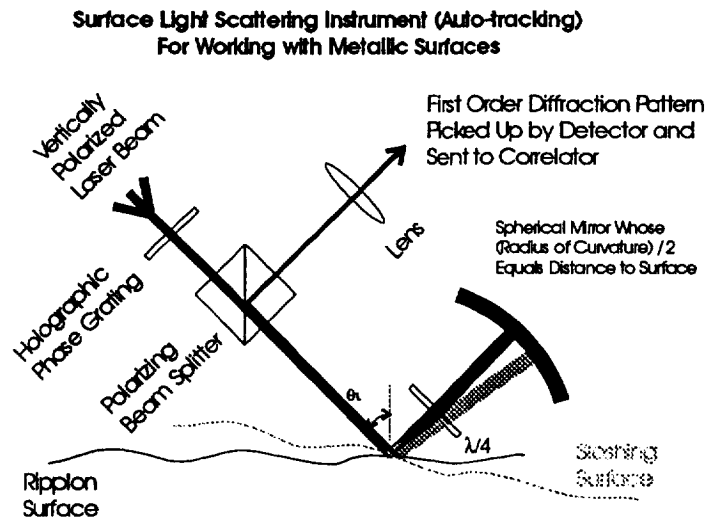 Surface Light Scattering Instrument (Auto-tracking)
For Working with Metallic Surfaces
Vertically
Polarized
Laser Beam
First Order Diffraction Pattern
Picked Up by Detector and
Sent to Correlator
Lens
Spherical Mirror Whose
(Radius of Curvature) / 2
Equals Distance to Surface
Holographic
Phase Grating
Polarizing
Beam Splitter
θι
λ/4
Ripplon
Surface
Sloshing
Surface